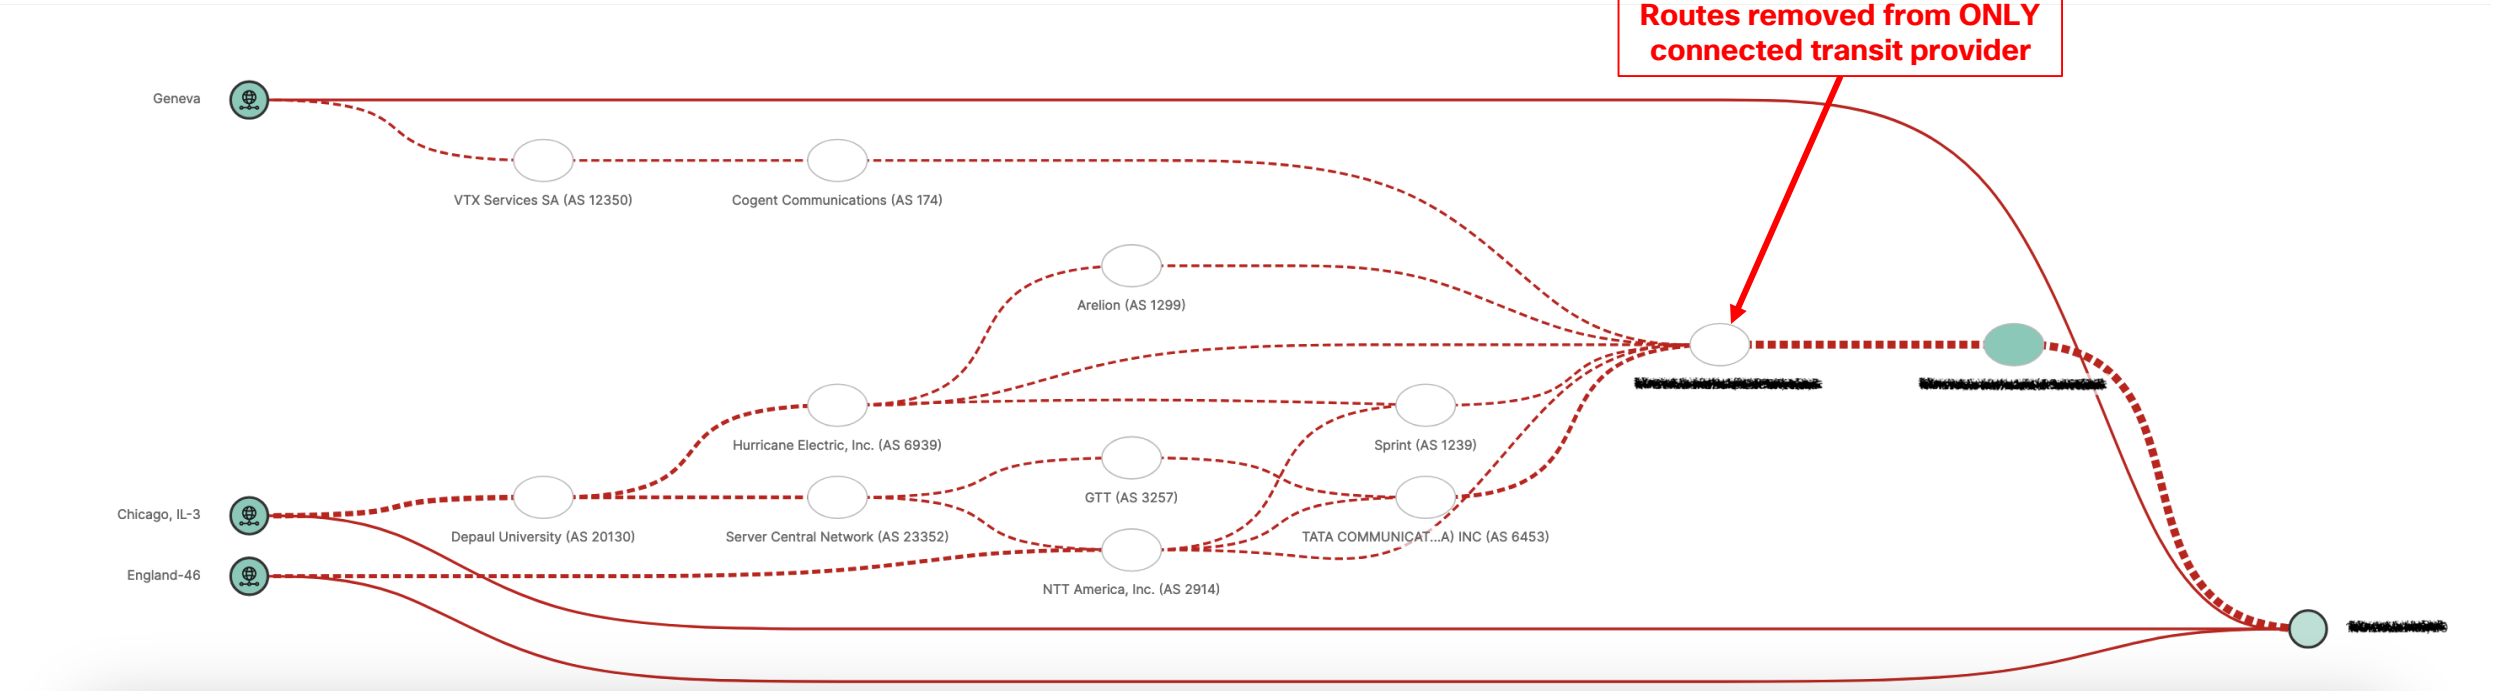 Routes removed from ONLY
connected transit provider
Geneva
VTX Services SA (AS 12350)
Cogent Communications (AS 174)
Arelion (AS 1299)
Hurricane Electric, Inc. (AS 6939)
Sprint (AS 1239)
GTT (AS 3257)
Chicago, IL-3
Depaul University (AS 20130)
Server Central Network (AS 23352)
TATA COMMUNICAT...A) INC (AS 6453)
England-46
NTT America, Inc. (AS 2914)